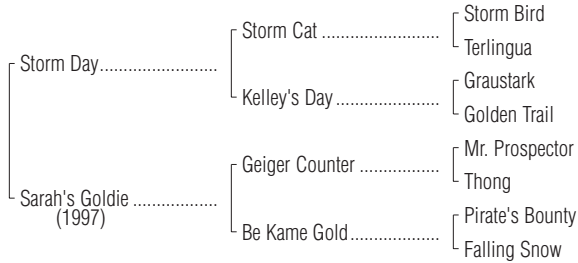 Storm Bird
Storm Cat ......................
Terlingua
Storm Day......................
Graustark
Kelley's Day ...................
Golden Trail
Mr. Prospector
Geiger Counter ...............
Thong
Sarah's Goldie ................
(1997)
Pirate's Bounty
Be Kame Gold.................
Falling Snow